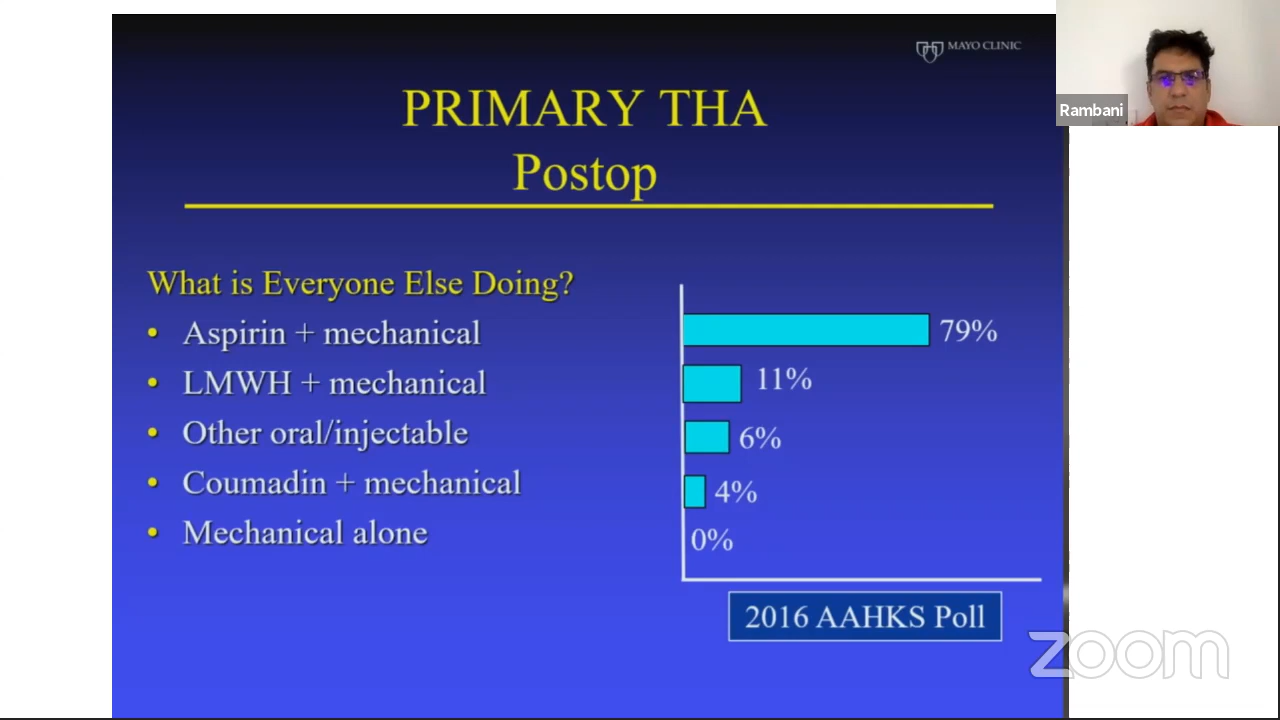 MAYO CLINIC
Rambani
PRIMARY THA
Postop
What is Everyone Else Doing?
• Aspirin + mechanical 79%
• LMWH + mechanical 11%
• Other oral/injectable 6%
• Coumadin + mechanical 4%
• Mechanical alone 0%
2016 AAHKS Poll
zoom